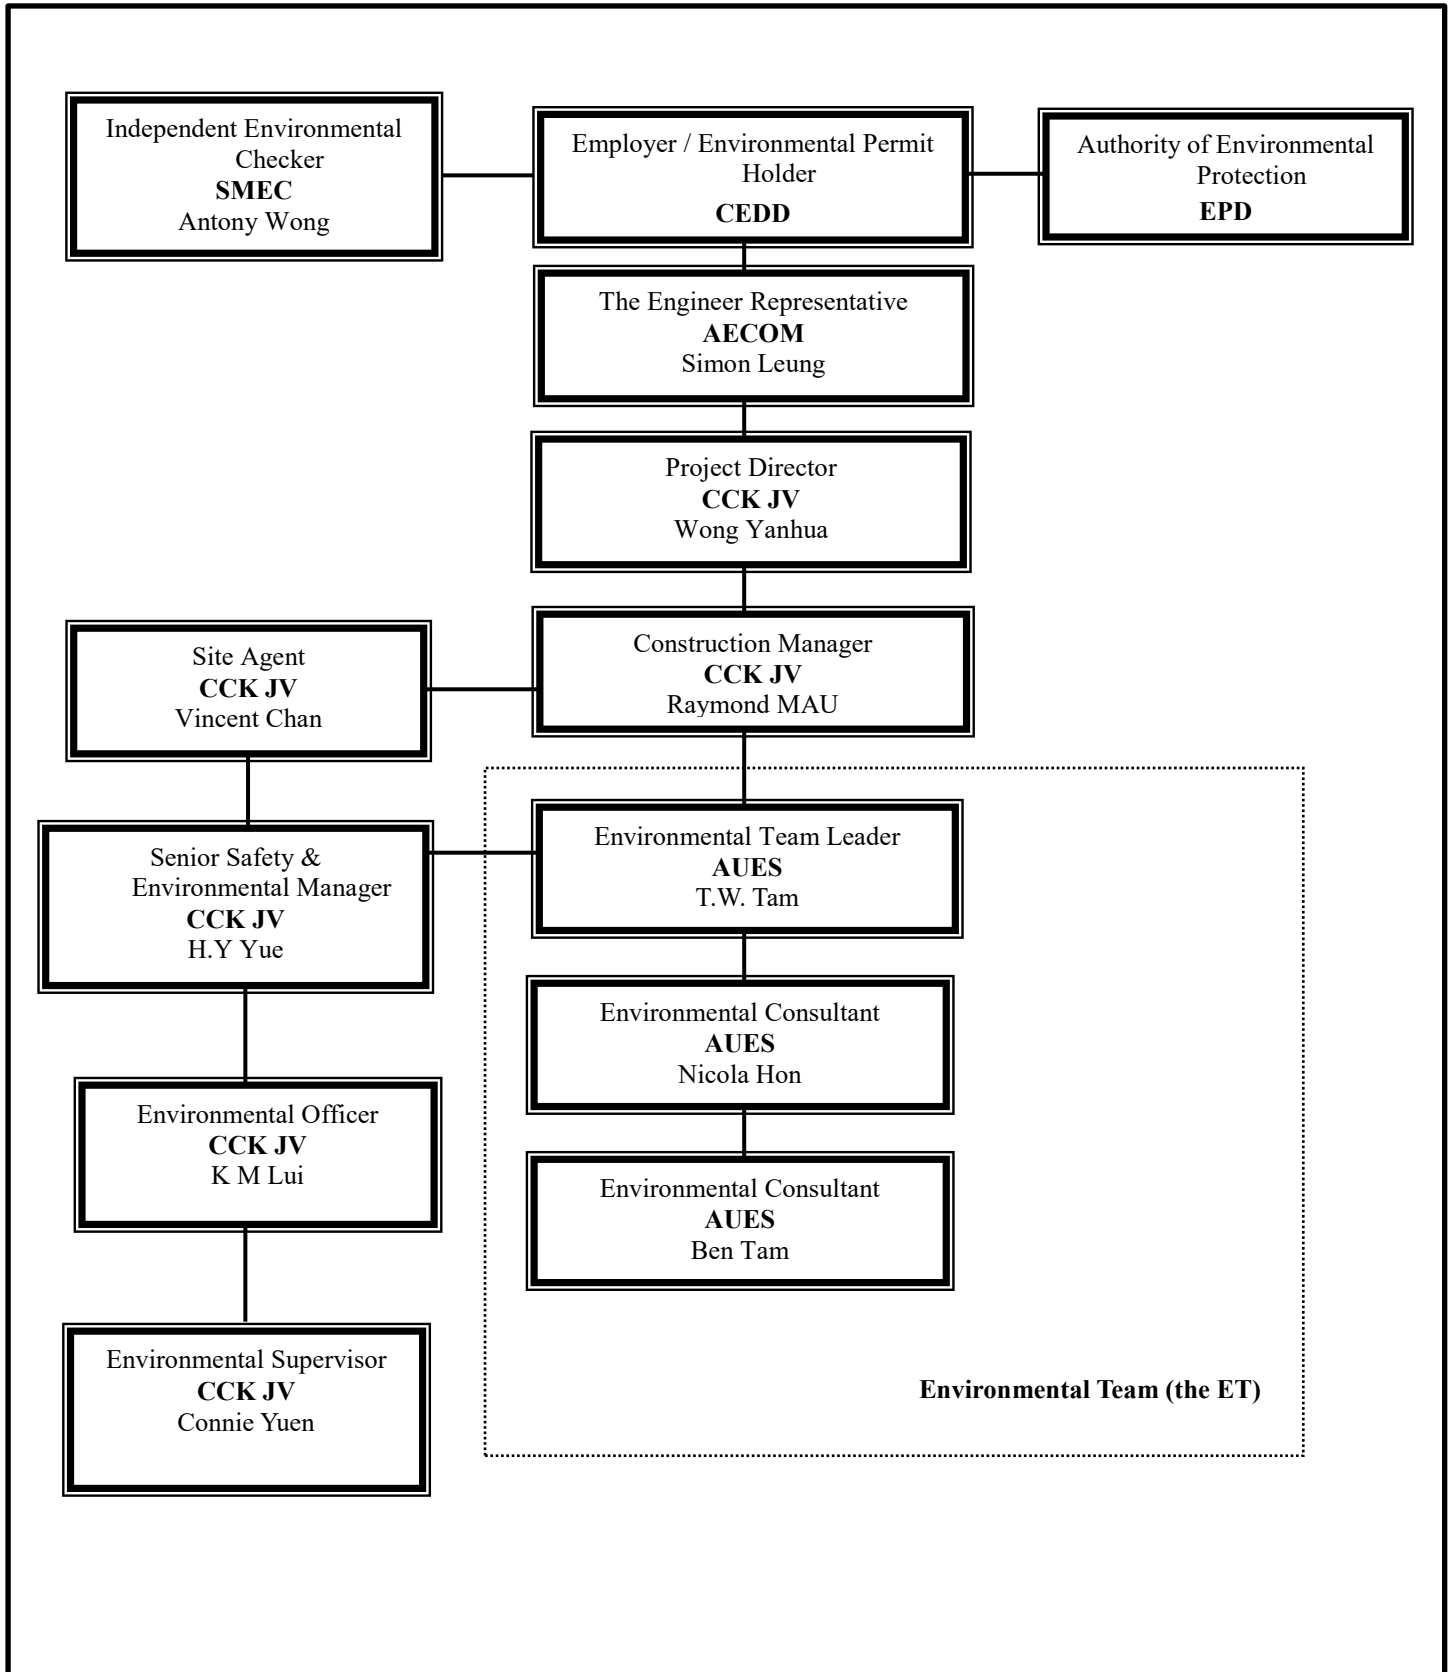 Independent Environmental
Checker
SMEC
Antony Wong
Employer / Environmental Permit
Holder
CEDD
Authority of Environmental
Protection
EPD
The Engineer Representative
AECOM
Simon Leung
Project Director
CCK JV
Wong Yanhua
Site Agent
CCK JV
Vincent Chan
Construction Manager
CCK JV
Raymond MAU
Senior Safety &
Environmental Manager
CCK JV
H.Y Yue
Environmental Team Leader
AUES
T.W. Tam
Environmental Consultant
AUES
Nicola Hon
Environmental Officer
CCK JV
K M Lui
Environmental Consultant
AUES
Ben Tam
Environmental Supervisor
CCK JV
Connie Yuen
Environmental Team (the ET)